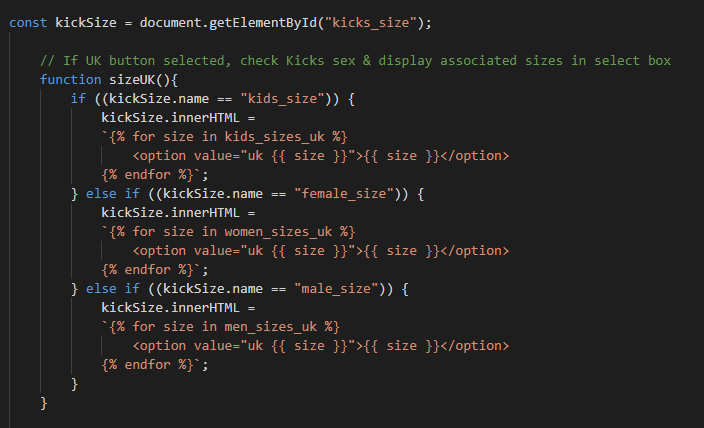 const kickSize = document.getElementById("kicks_size");
// If UK button selected, check Kicks sex & display associated sizes in select box
function sizeUK(){
if ((kickSize.name == "kids_size")) {
kickSize.innerHTML =
`{% for size in kids_sizes_uk %}
<option value="uk {{ size }}">{{ size }}</option>
{% endfor %}`;
} else if ((kickSize.name == "female_size")) {
kickSize.innerHTML =
`{% for size in women_sizes_uk %}
<option value="uk {{ size }}">{{ size }}</option>
{% endfor %}`;
} else if ((kickSize.name == "male_size")) {
kickSize.innerHTML =
`{% for size in men_sizes_uk %}
<option value="uk {{ size }}">{{ size }}</option>
{% endfor %}`;
}
}